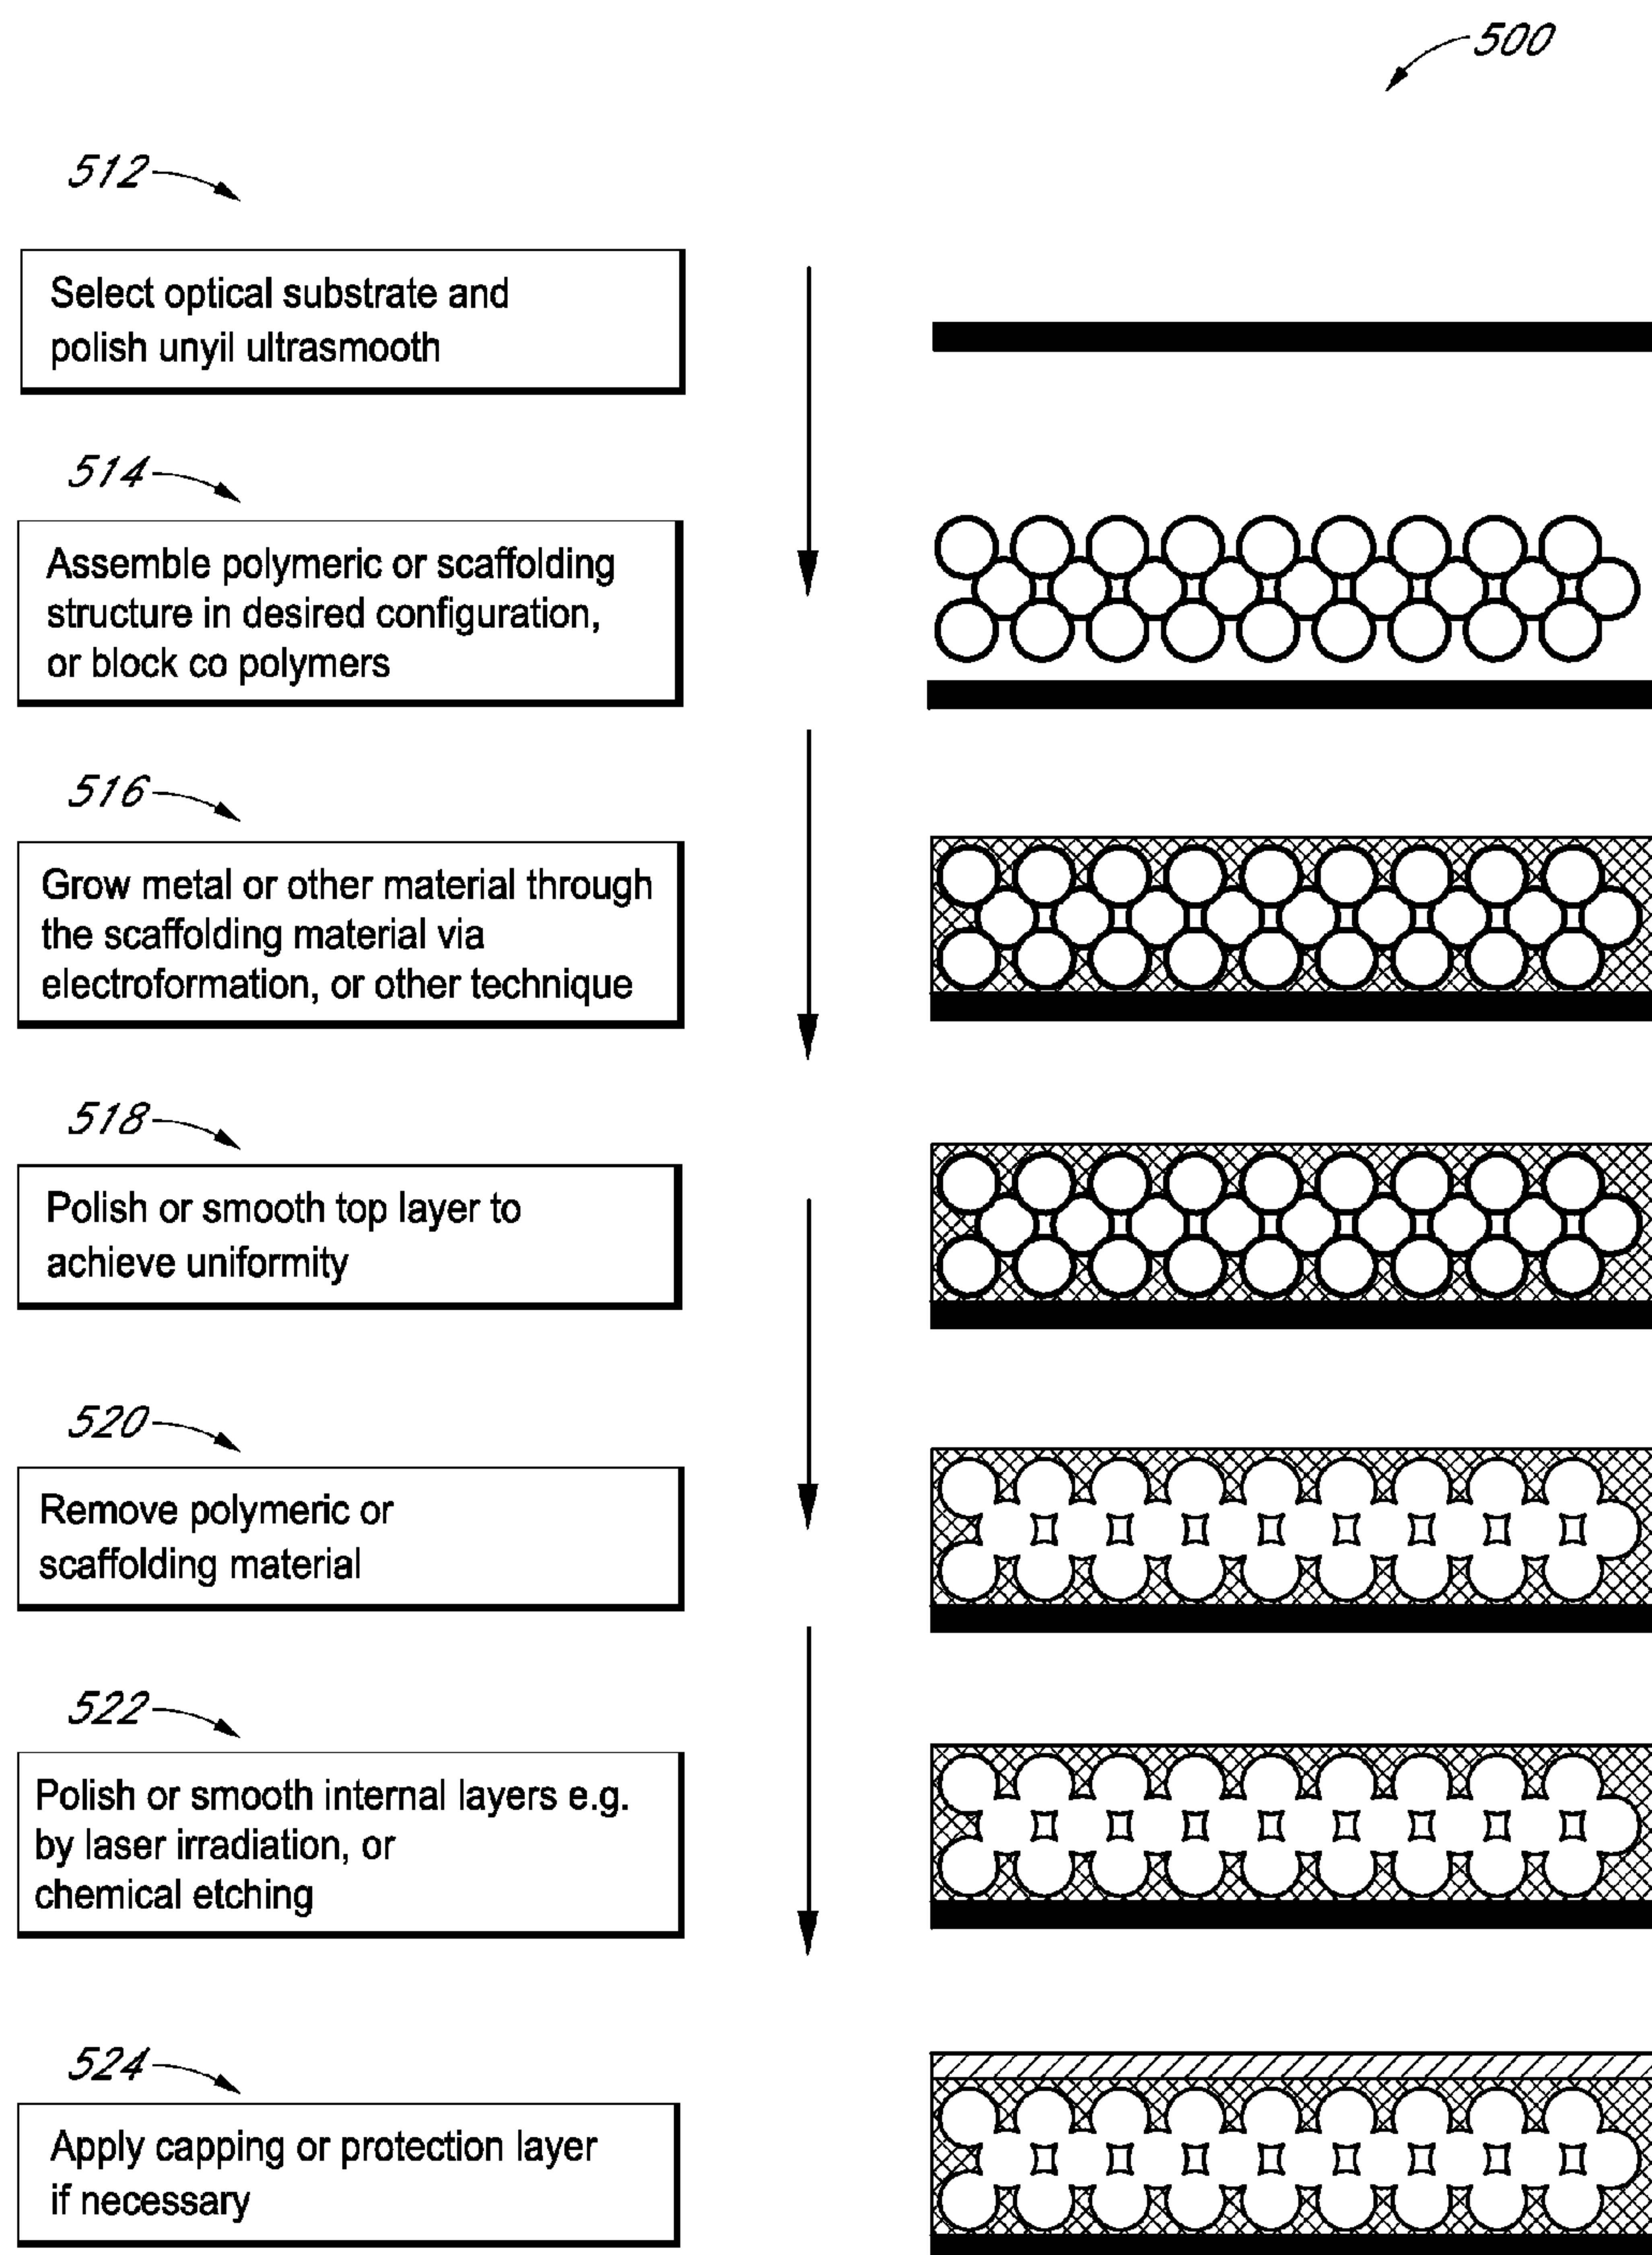 500
512
Select optical substrate and
polish unyil ultrasmooth
514
Assemble polymeric or scaffolding
structure in desired configuration,
or block co polymers
516
Grow metal or other material through
the scaffolding material via
electroformation, or other technique
518
Polish or smooth top layer to
achieve uniformity
520
Remove polymeric or
scaffolding material
522
Polish or smooth internal layers e.g.
by laser irradiation, or
chemical etching
524
Apply capping or protection layer
if necessary